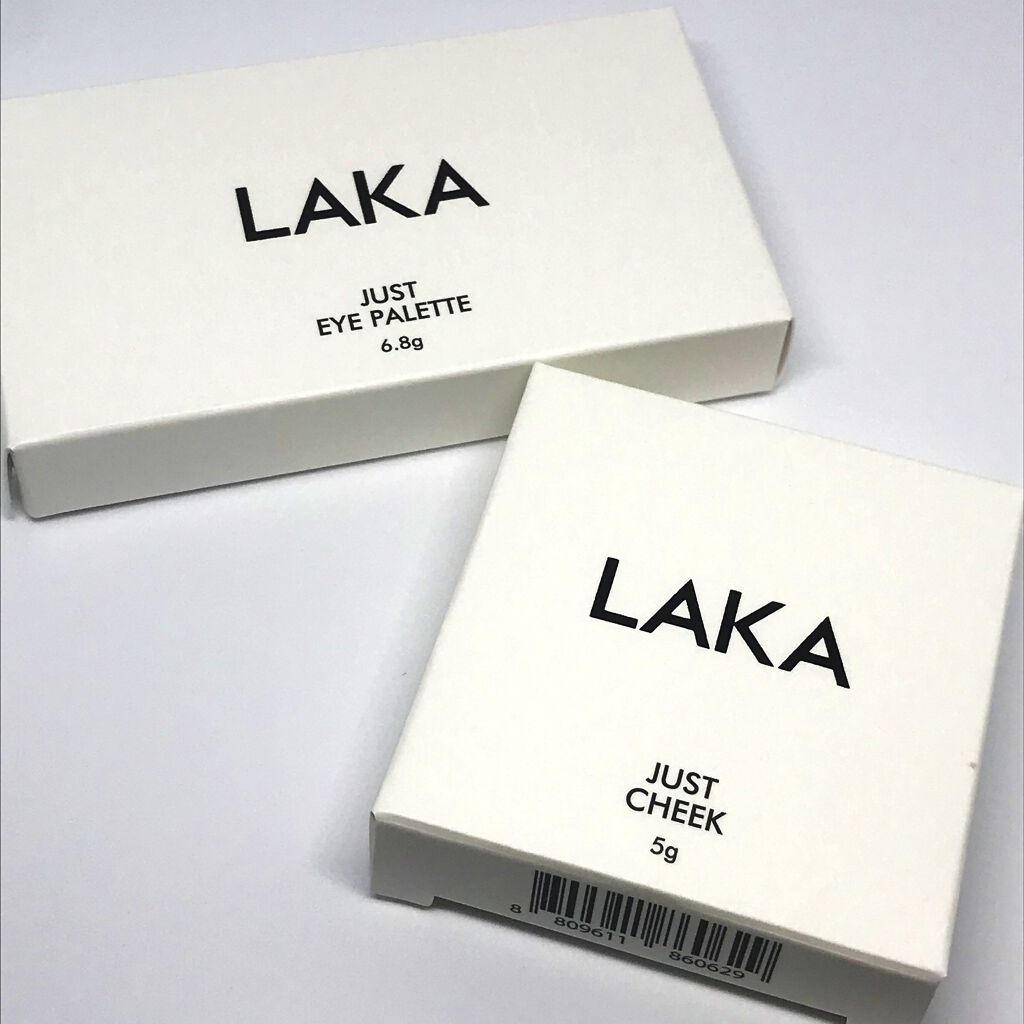 LAKA
JUST
EYE PALETTE
6.8g
LAKA
JUST
CHEEK
5g
8 809611 860629